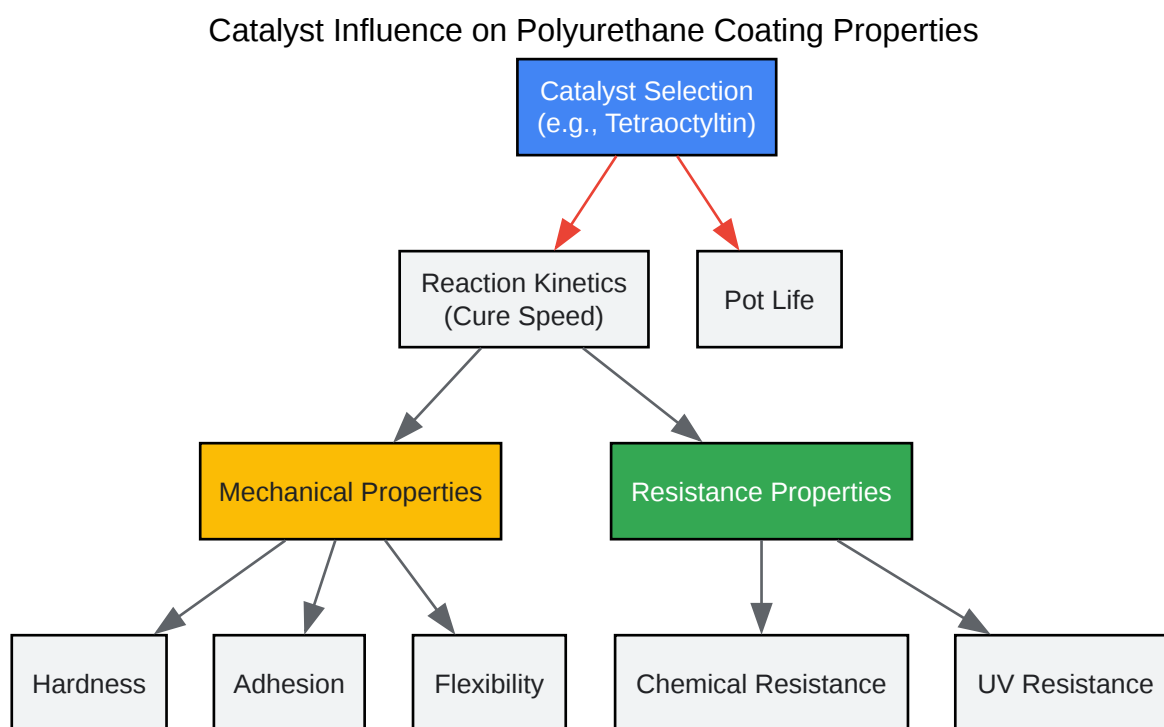 Catalyst Influence on Polyurethane Coating Properties
Catalyst Selection
(e.g., Tetraoctyltin)
Reaction Kinetics
(Cure Speed)
Pot Life
Mechanical Properties
Resistance Properties
Hardness
Adhesion
Flexibility
Chemical Resistance
UV Resistance